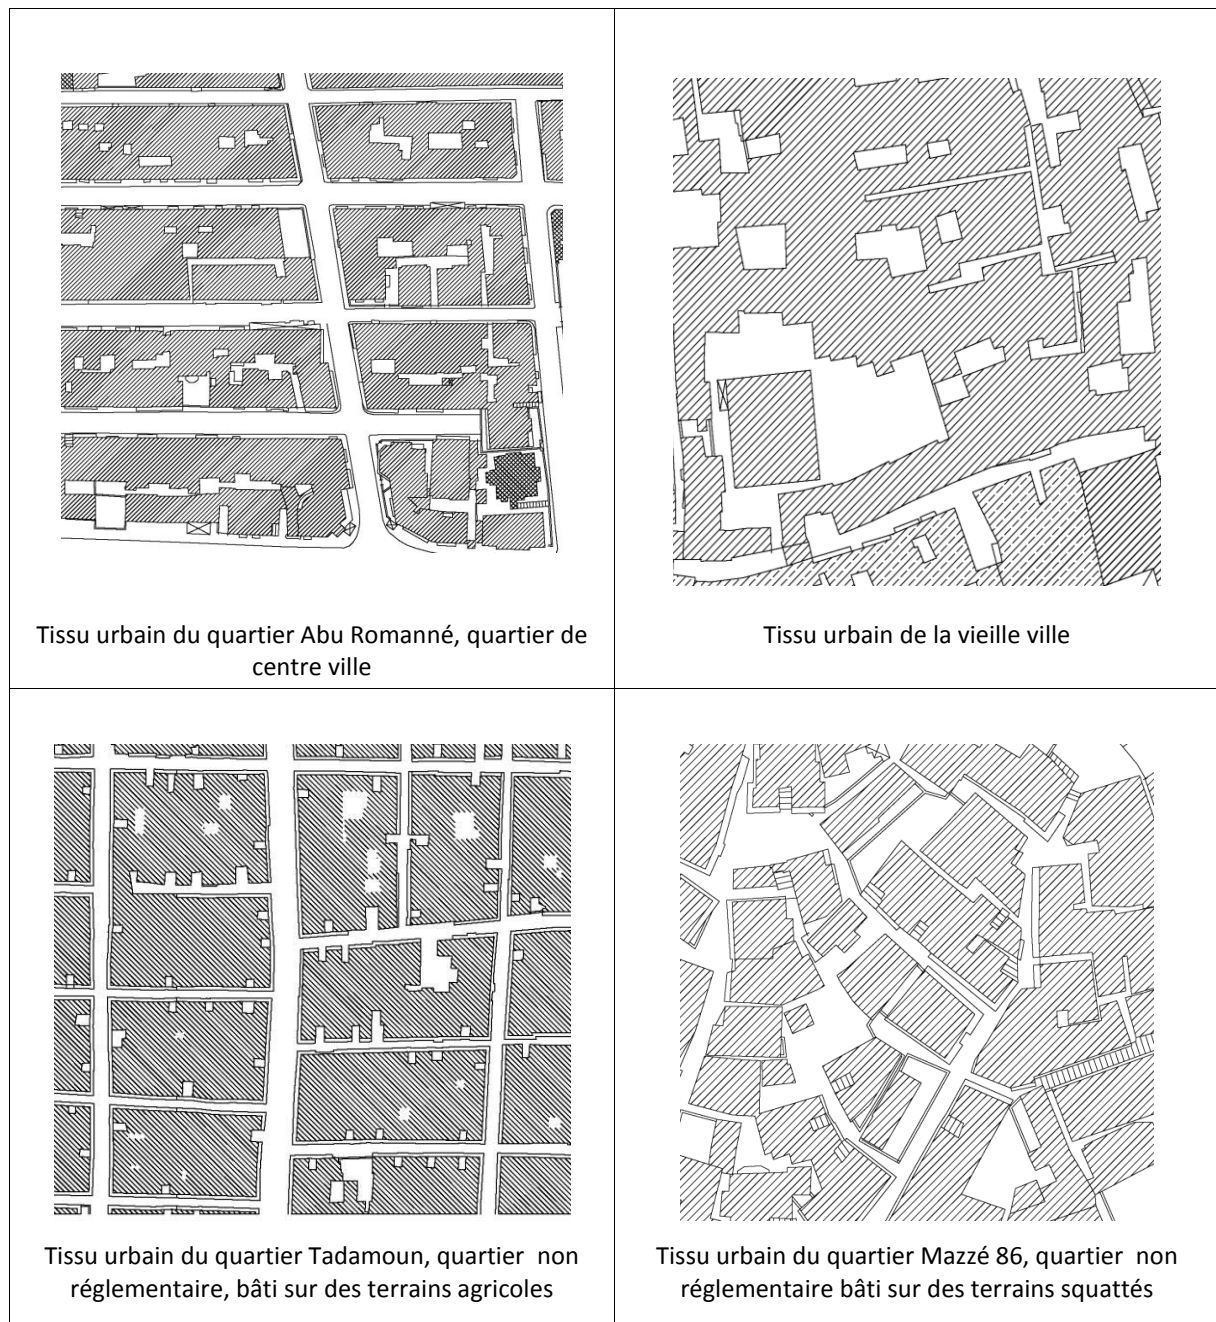 Tissu urbain du quartier Abu Romanné, quartier de
centre ville
Tissu urbain de la vieille ville
Tissu urbain du quartier Tadamoun, quartier  non
réglementaire, bâti sur des terrains agricoles
Tissu urbain du quartier Mazzé 86, quartier  non
réglementaire bâti sur des terrains squattés